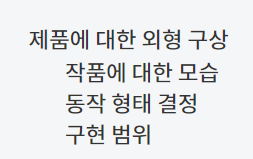 제품에 대한 외형 구상
작품에 대한 모습
동작 형태 결정
구현 범위